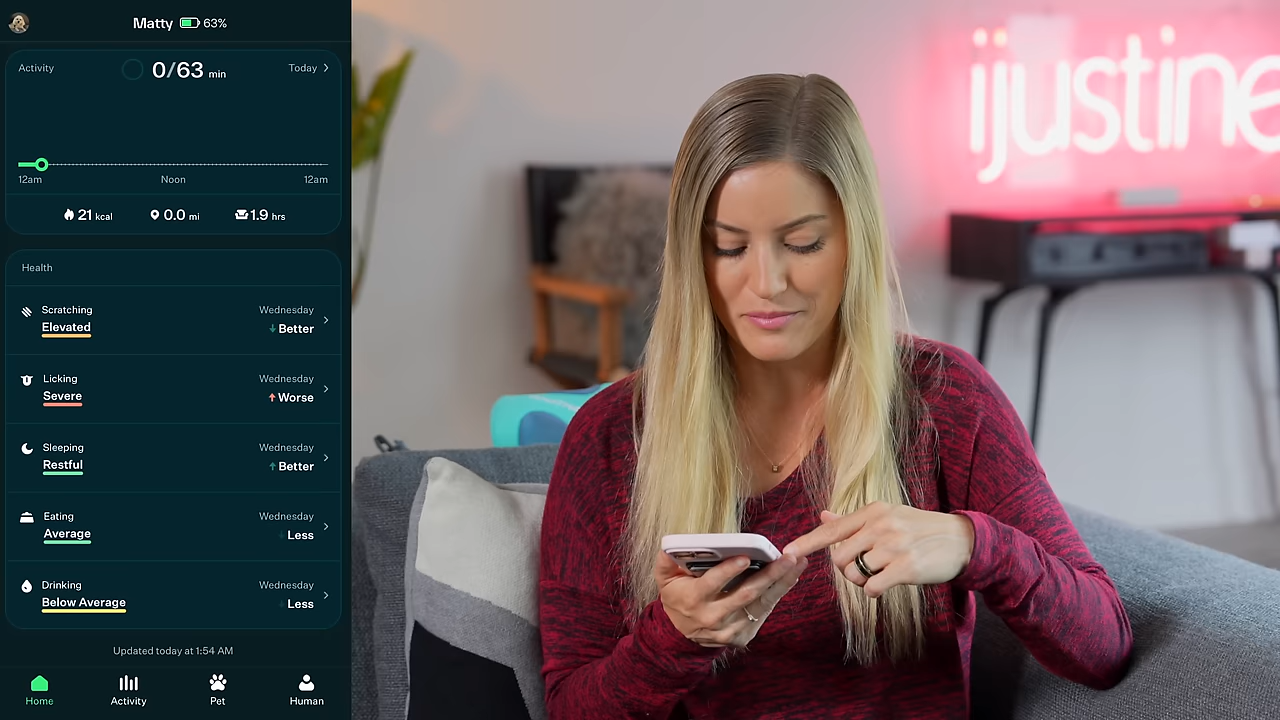 Matty 63%
Activity 0/63 min Today
12am Noon 12am
21 kcal 0.0 mi 1.9 hrs
Health
Scratching Wednesday
Elevated Better
Licking Wednesday
Severe Worse
Sleeping Wednesday
Restful Better
Eating Wednesday
Average Less
Drinking Wednesday
Below Average Less
Updated today at 1:54 AM
Home Activity Pet Human
ijustine